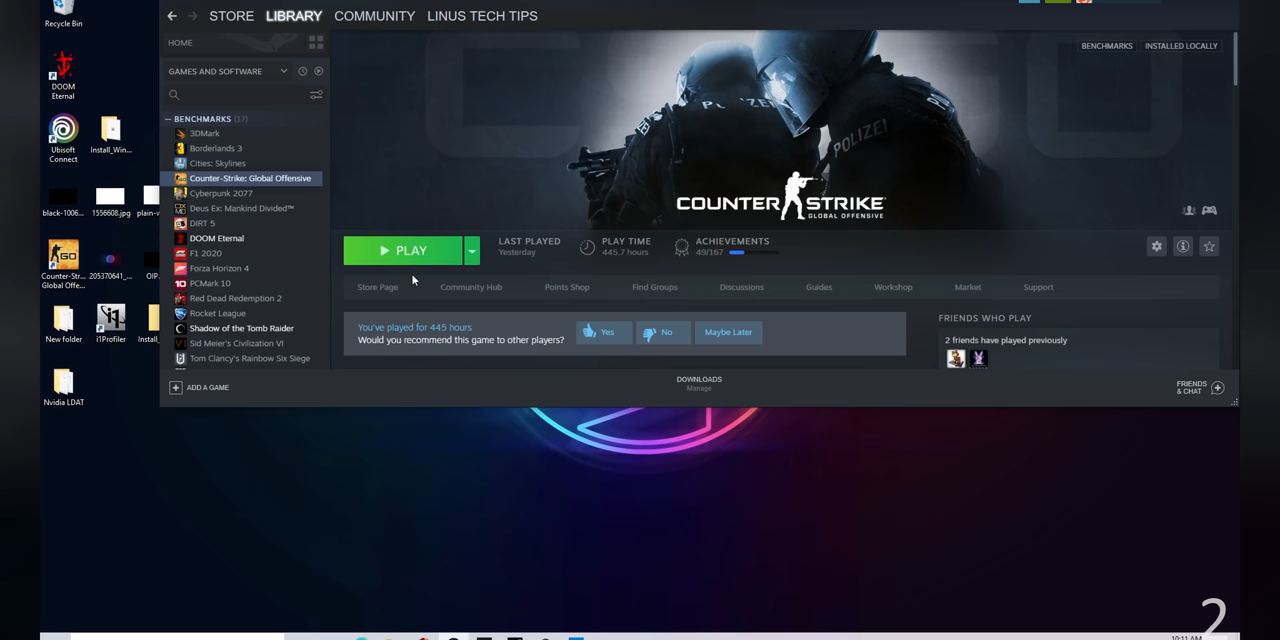 Recycle Bin
DOOM
Eternal
Ubisoft
Connect
Install_Win...
black-1006...
1556608.jpg
plain-v
Counter-Str...
Global Offe...
205370641_...
OIP.
New folder
i1Profiler
Install_
Nvidia LDAT
STORE
LIBRARY
COMMUNITY
LINUS TECH TIPS
HOME
GAMES AND SOFTWARE
BENCHMARKS (37)
3DMark
Borderlands 3
Cities: Skylines
Counter-Strike: Global Offensive
Cyberpunk 2077
Deus Ex: Mankind Divided™
DIRT 5
DOOM Eternal
F1 2020
Forza Horizon 4
PCMark 10
Red Dead Redemption 2
Rocket League
Shadow of the Tomb Raider
Sid Meier's Civilization VI
Tom Clancy's Rainbow Six Siege
ADD A GAME
BENCHMARKS
INSTALLED LOCALLY
POLIZEI
POLIZEI
COUNTER STRIKE
GLOBAL OFFENSIVE
PLAY
LAST PLAYED
Yesterday
PLAY TIME
445.7 hours
ACHIEVEMENTS
49/167
Store Page
Community Hub
Points Shop
Find Groups
Discussions
Guides
Workshop
Market
Support
You've played for 445 hours
Would you recommend this game to other players?
Yes
No
Maybe Later
FRIENDS WHO PLAY
2 friends have played previously
DOWNLOADS
Manage
FRIENDS
& CHAT
2
10:11 AM